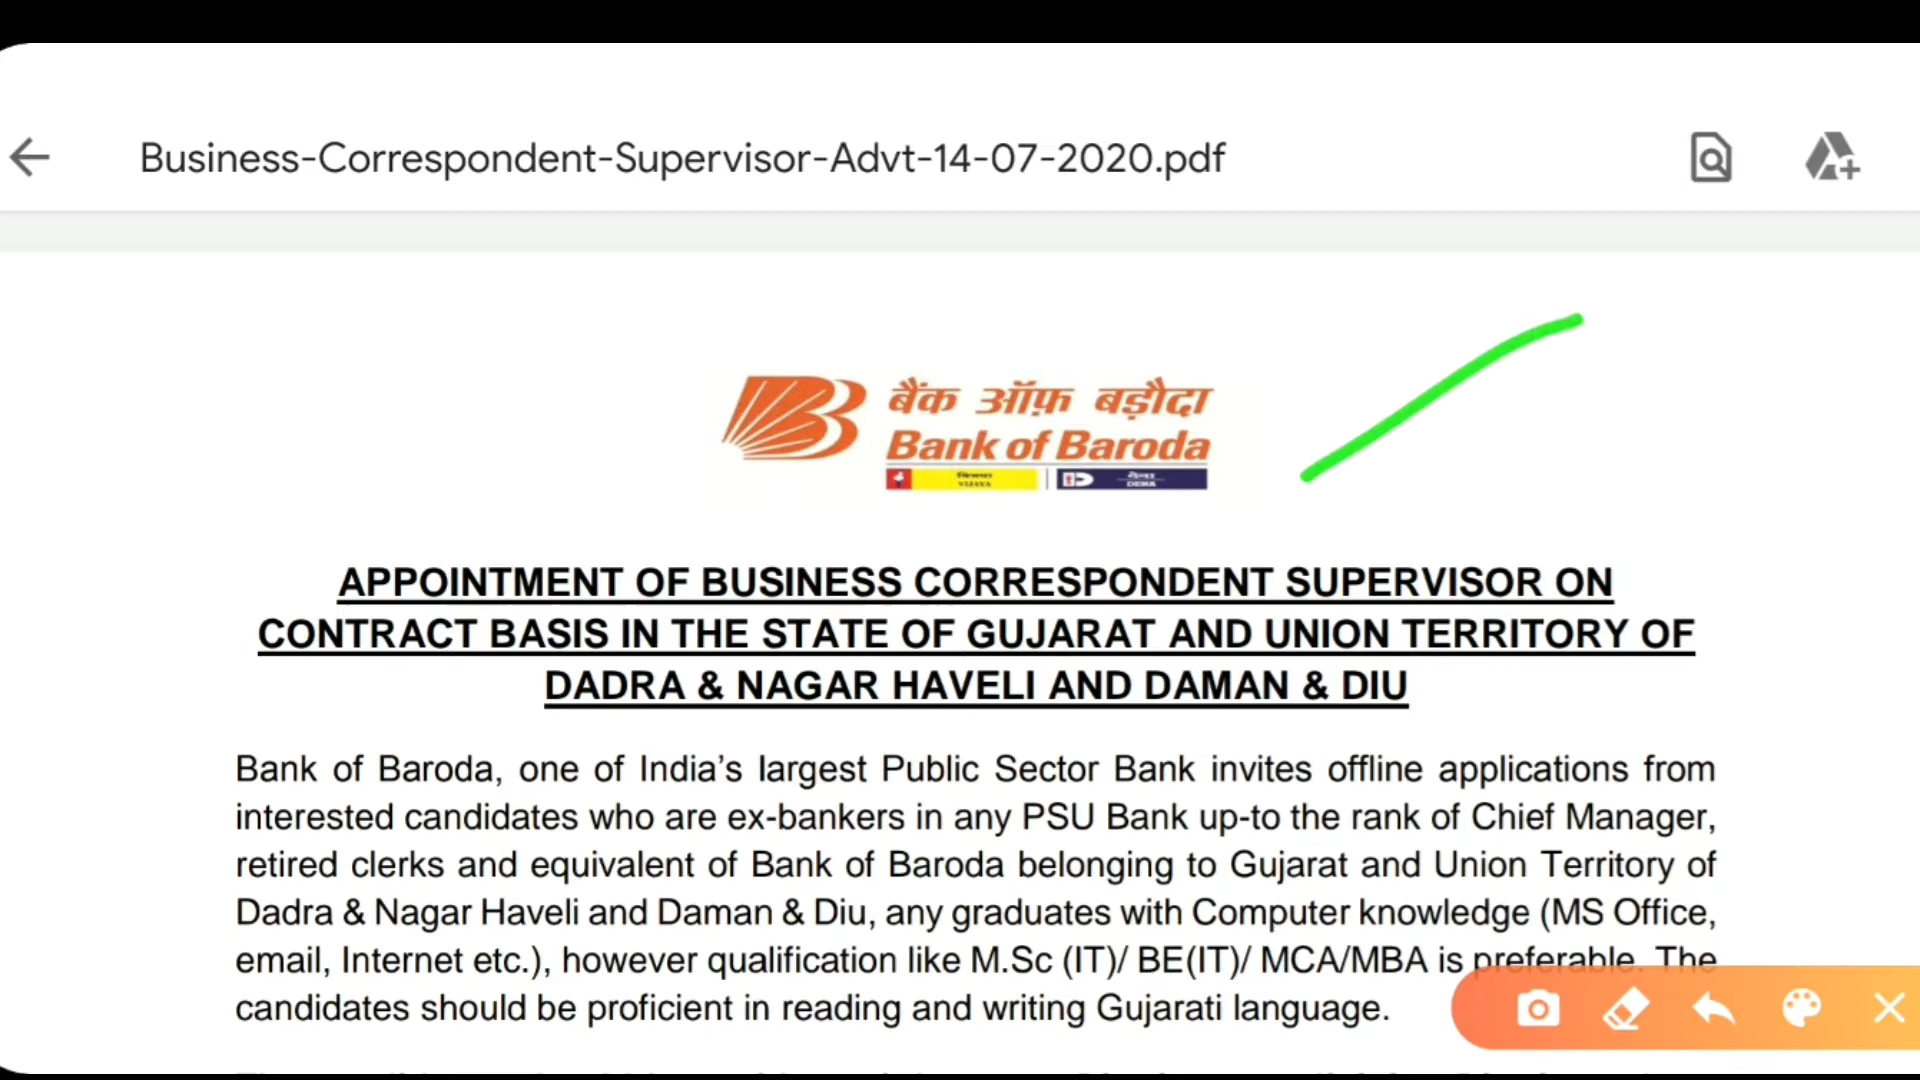 Business-Correspondent-Supervisor-Advt-14-07-2020.pdf
बैंक ऑफ़ बड़ौदा
Bank of Baroda
VIJAYA
DENA
APPOINTMENT OF BUSINESS CORRESPONDENT SUPERVISOR ON
CONTRACT BASIS IN THE STATE OF GUJARAT AND UNION TERRITORY OF
DADRA & NAGAR HAVELI AND DAMAN & DIU
Bank of Baroda, one of India’s largest Public Sector Bank invites offline applications from
interested candidates who are ex-bankers in any PSU Bank up-to the rank of Chief Manager,
retired clerks and equivalent of Bank of Baroda belonging to Gujarat and Union Territory of
Dadra & Nagar Haveli and Daman & Diu, any graduates with Computer knowledge (MS Office,
email, Internet etc.), however qualification like M.Sc (IT)/ BE(IT)/ MCA/MBA is preferable. The
candidates should be proficient in reading and writing Gujarati language.